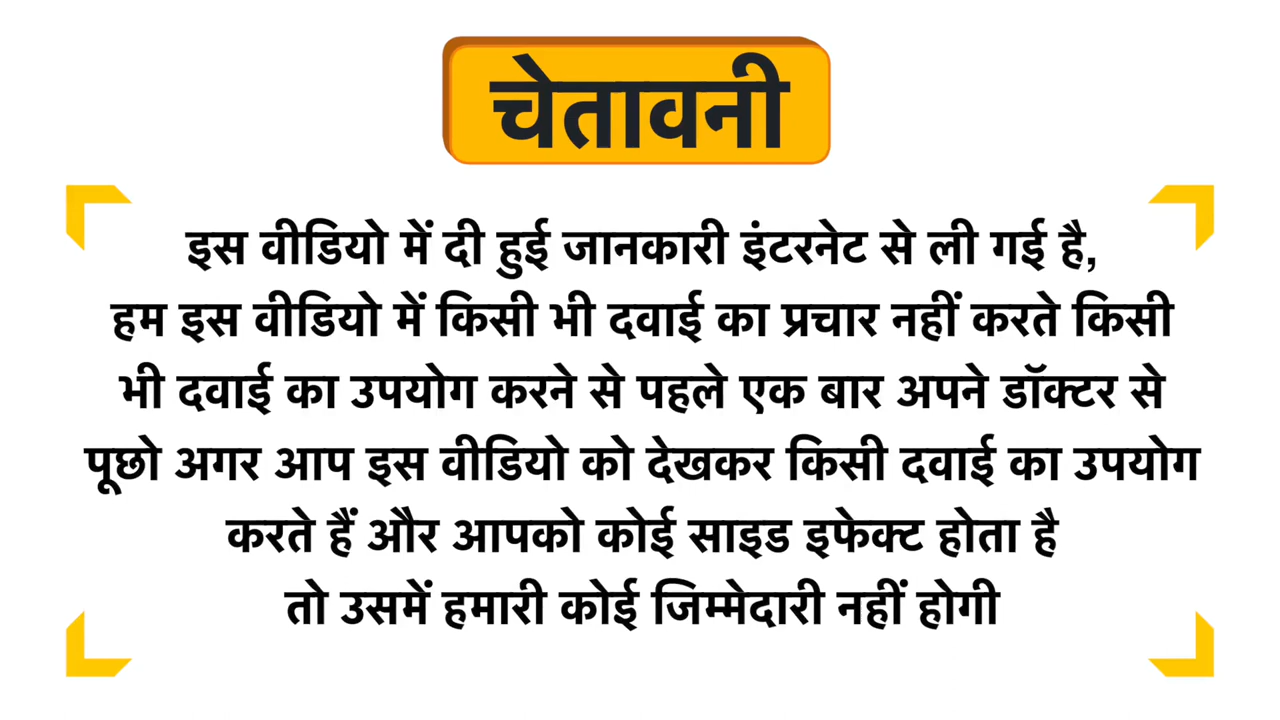 चेतावनी
इस वीडियो में दी हुई जानकारी इंटरनेट से ली गई है,
हम इस वीडियो में किसी भी दवाई का प्रचार नहीं करते किसी
भी दवाई का उपयोग करने से पहले एक बार अपने डॉक्टर से
पूछो अगर आप इस वीडियो को देखकर किसी दवाई का उपयोग
करते हैं और आपको कोई साइड इफेक्ट होता है
तो उसमें हमारी कोई जिम्मेदारी नहीं होगी